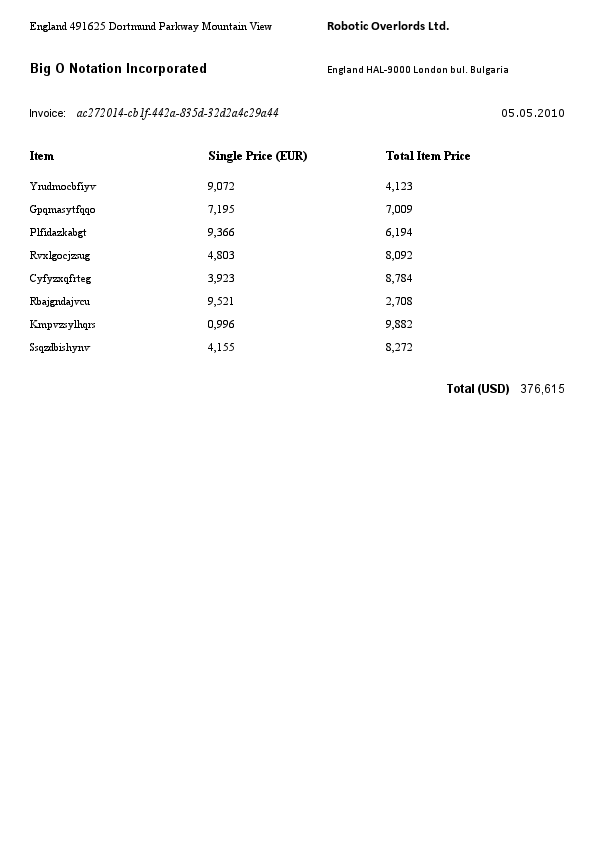 England 491625 Dortmund Parkway Mountain View Robotic Overlords Ltd.
Big O Notation Incorporated England HAL-9000 London bul. Bulgaria
Invoice: ac272014-cb1f-442a-835d-32d2a4c29a44 05.05.2010
Item Single Price (EUR) Total Item Price
Yrudmocbfiyv 9,072 4,123
Gpqmasytfqqo 7,195 7,009
Plfidazkabgt 9,366 6,194
Rvxlgocjzsug 4,803 8,092
Cyfyzxqfrteg 3,923 8,784
Rbajgndajvcu 9,521 2,708
Kmpvzsylhqrs 0,996 9,882
Ssqzdbishynv 4,155 8,272
Total (USD) 376,615